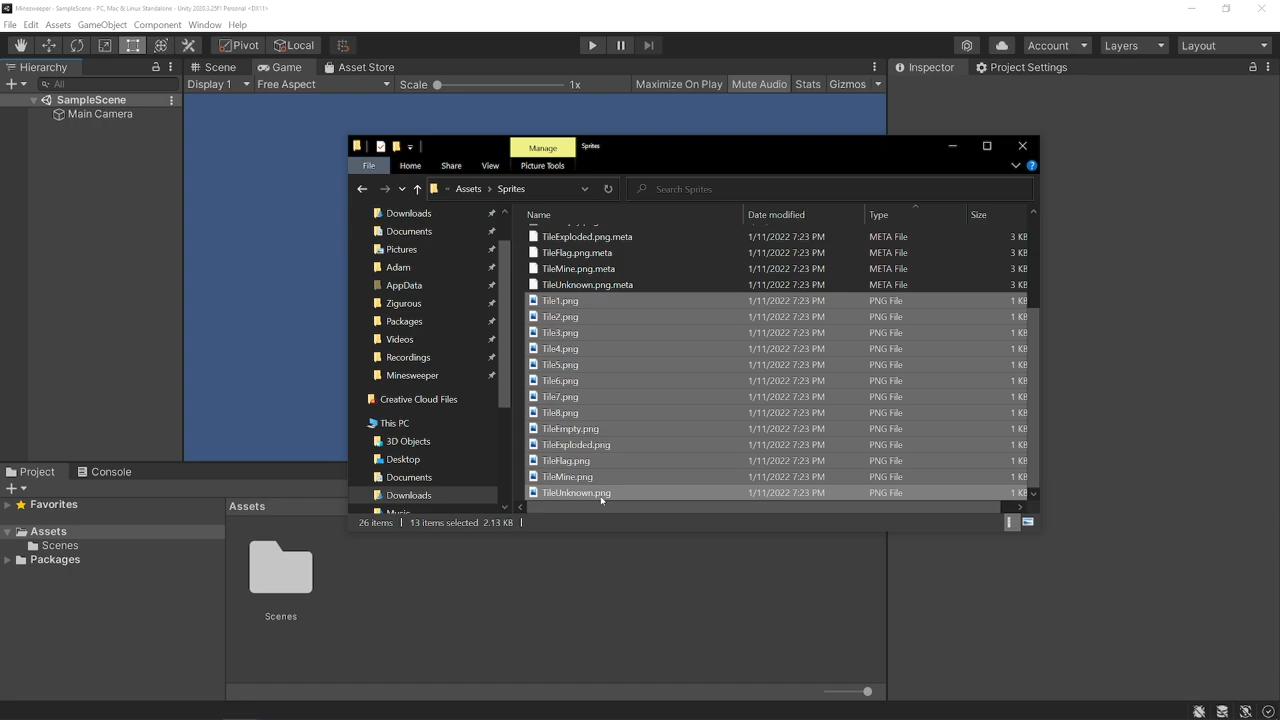 Minesweeper - SampleScene - PC, Mac & Linux Standalone - Unity 2020.3.25f1 Personal <DX11>
File Edit Assets GameObject Component Window Help
Pivot Local Account Layers Layout
Hierarchy Scene Game Asset Store Inspector Project Settings
All Display 1 Free Aspect Scale 1x Maximize On Play Mute Audio Stats Gizmos
SampleScene
Main Camera
Manage Sprites
File Home Share View Picture Tools
« Assets > Sprites Search Sprites
Name Date modified Type Size
Downloads
Documents
Pictures
Adam
AppData
Zigurous
Packages
Videos
Recordings
Minesweeper
Creative Cloud Files
This PC
3D Objects
Desktop
Documents
Downloads
Music
TileExploded.png.meta 1/11/2022 7:23 PM META File 3 KB
TileFlag.png.meta 1/11/2022 7:23 PM META File 3 KB
TileMine.png.meta 1/11/2022 7:23 PM META File 3 KB
TileUnknown.png.meta 1/11/2022 7:23 PM META File 3 KB
Tile1.png 1/11/2022 7:23 PM PNG File 1 KB
Tile2.png 1/11/2022 7:23 PM PNG File 1 KB
Tile3.png 1/11/2022 7:23 PM PNG File 1 KB
Tile4.png 1/11/2022 7:23 PM PNG File 1 KB
Tile5.png 1/11/2022 7:23 PM PNG File 1 KB
Tile6.png 1/11/2022 7:23 PM PNG File 1 KB
Tile7.png 1/11/2022 7:23 PM PNG File 1 KB
Tile8.png 1/11/2022 7:23 PM PNG File 1 KB
TileEmpty.png 1/11/2022 7:23 PM PNG File 1 KB
TileExploded.png 1/11/2022 7:23 PM PNG File 1 KB
TileFlag.png 1/11/2022 7:23 PM PNG File 1 KB
TileMine.png 1/11/2022 7:23 PM PNG File 1 KB
TileUnknown.png 1/11/2022 7:23 PM PNG File 1 KB
26 items 13 items selected 2.13 KB
Project Console
Favorites
Assets
Scenes
Packages
Assets
Scenes